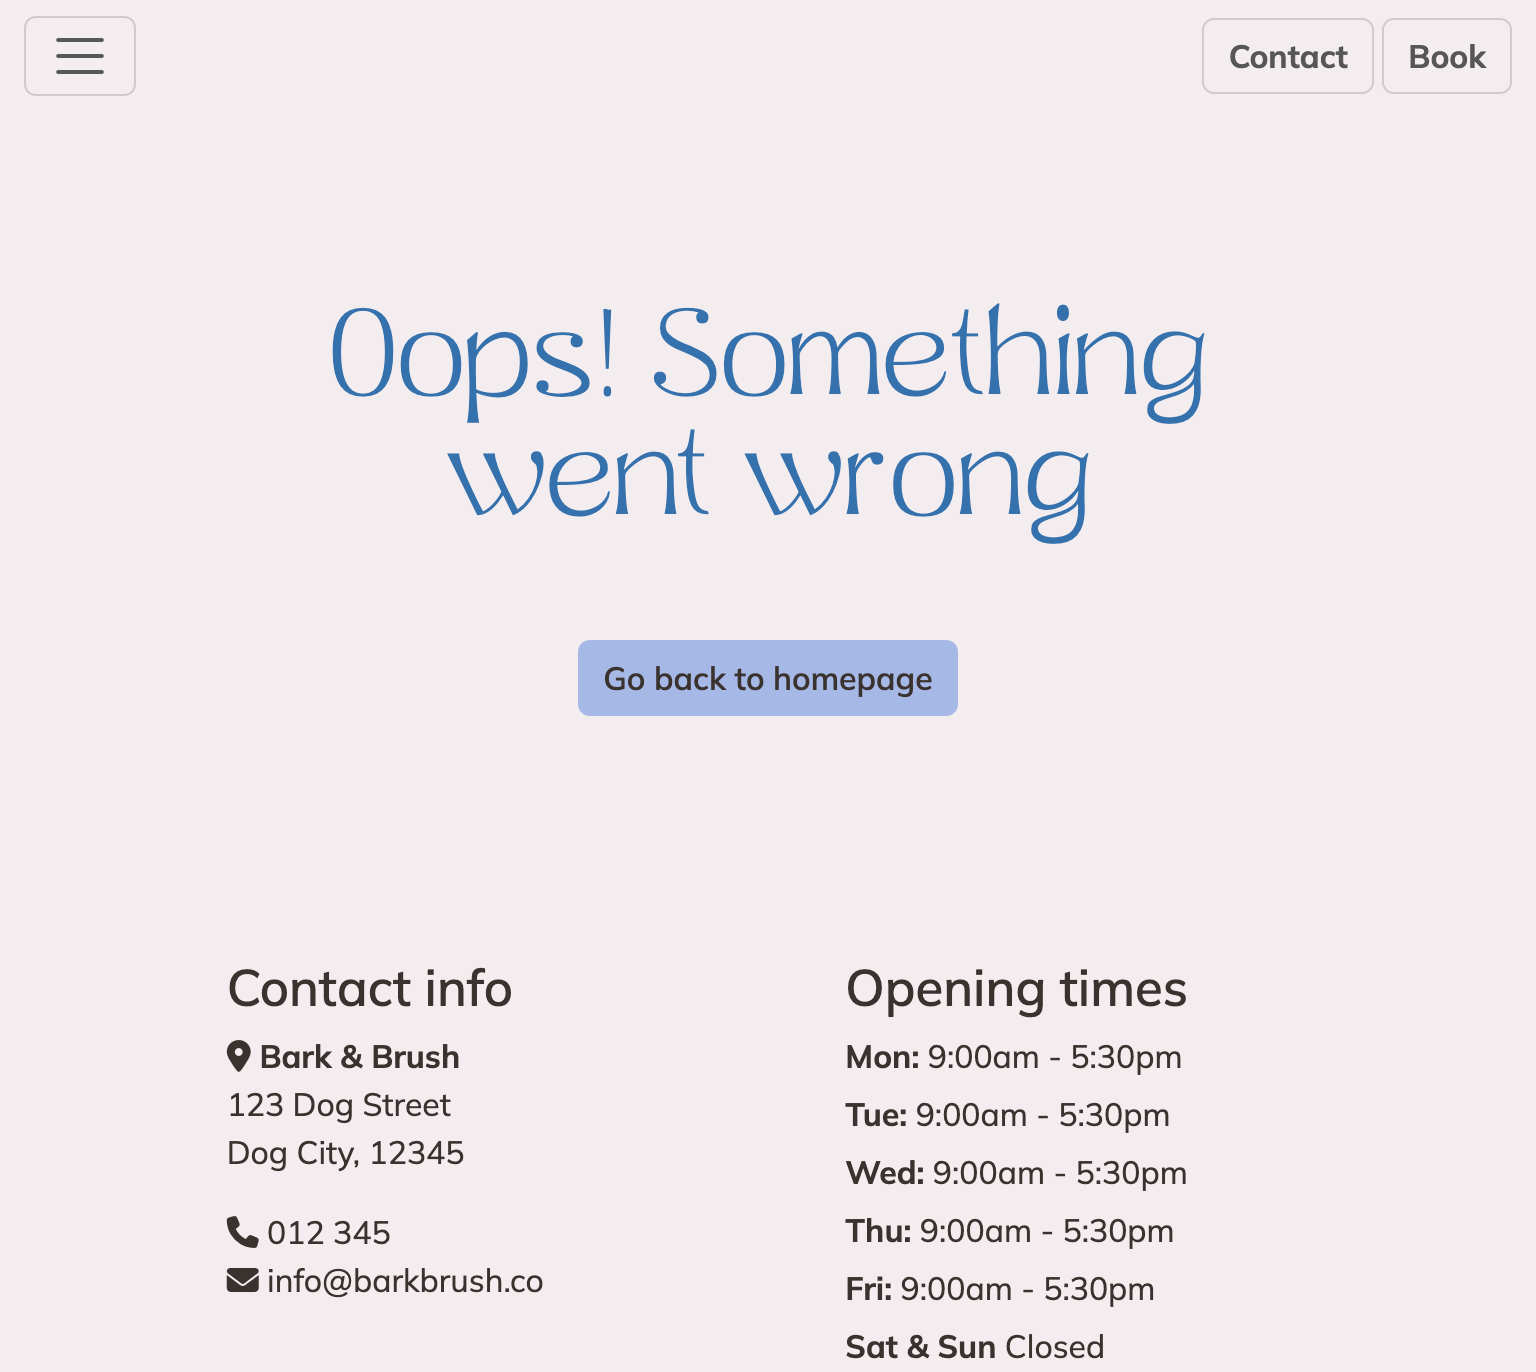 Contact Book
Oops! Something
went wrong
Go back to homepage
Contact info
Bark & Brush
123 Dog Street
Dog City, 12345
012 345
info@barkbrush.co
Opening times
Mon: 9:00am - 5:30pm
Tue: 9:00am - 5:30pm
Wed: 9:00am - 5:30pm
Thu: 9:00am - 5:30pm
Fri: 9:00am - 5:30pm
Sat & Sun Closed